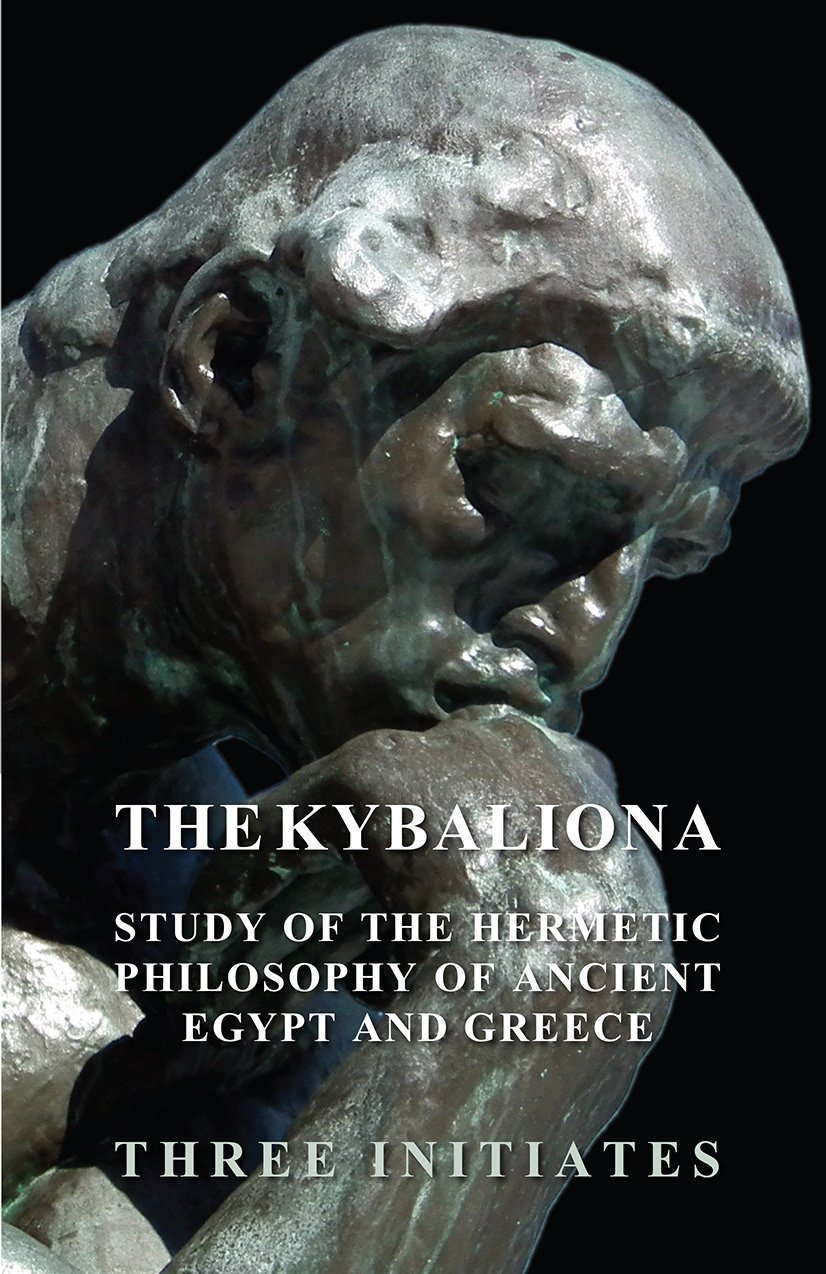 THE KYBALIONA
STUDY OF THE HERMETIC
PHILOSOPHY OF ANCIENT
EGYPT AND GREECE
THREE INITIATES